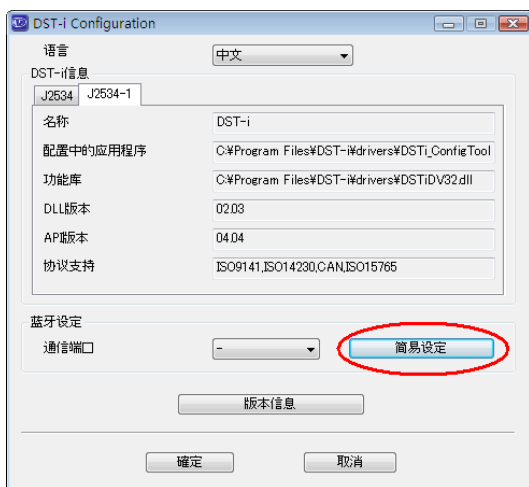 DST-i Configuration
语言 中文
DST-i信息
J2534 J2534-1
名称 DST-i
配置中的应用程序 C:¥Program Files¥DST-i¥drivers¥DSTi_ConfigTool
功能库 C:¥Program Files¥DST-i¥drivers¥DSTiDV32.dll
DLL版本 02.03
API版本 04.04
协议支持 ISO9141,ISO14230,CAN,ISO15765
蓝牙设定
通信端口 - 简易设定
版本信息
確定 取消